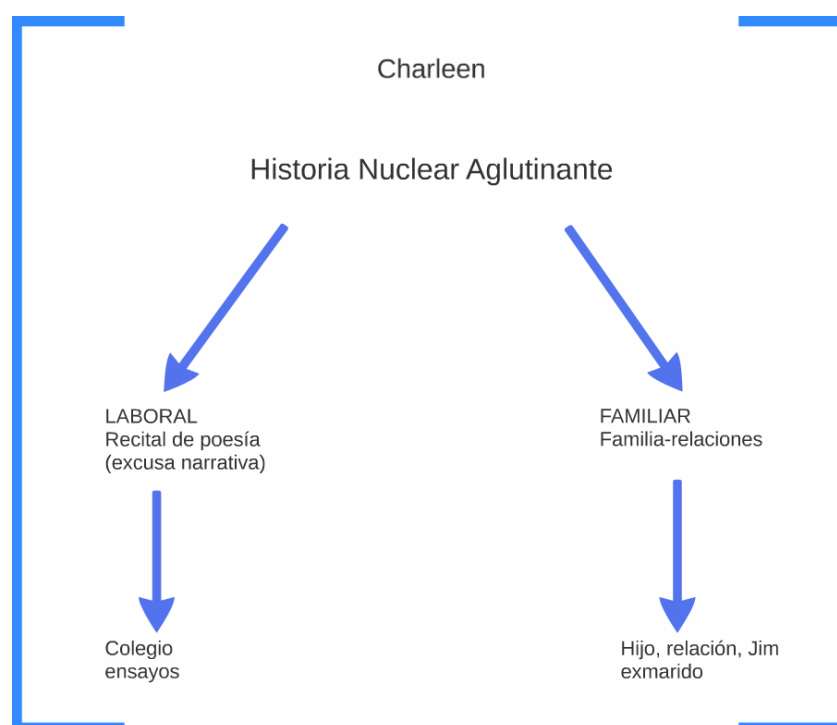 Charleen
Historia Nuclear Aglutinante
LABORAL
Recital de poesía
(excusa narrativa)
FAMILIAR
Familia-relaciones
Colegio
ensayos
Hijo, relación, Jim
exmarido